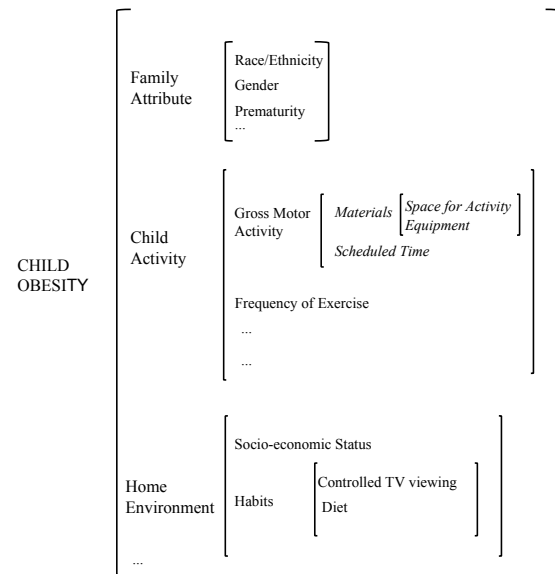 Race/Ethnicity
Family
Attribute
Gender
Prematurity
...
Gross Motor
Activity
Materials
Space for Activity
Equipment
Scheduled Time
Child
Activity
CHILD
OBESITY
Frequency of Exercise
...
...
Socio-economic Status
Home
Environment
Habits
Controlled TV viewing
Diet
...